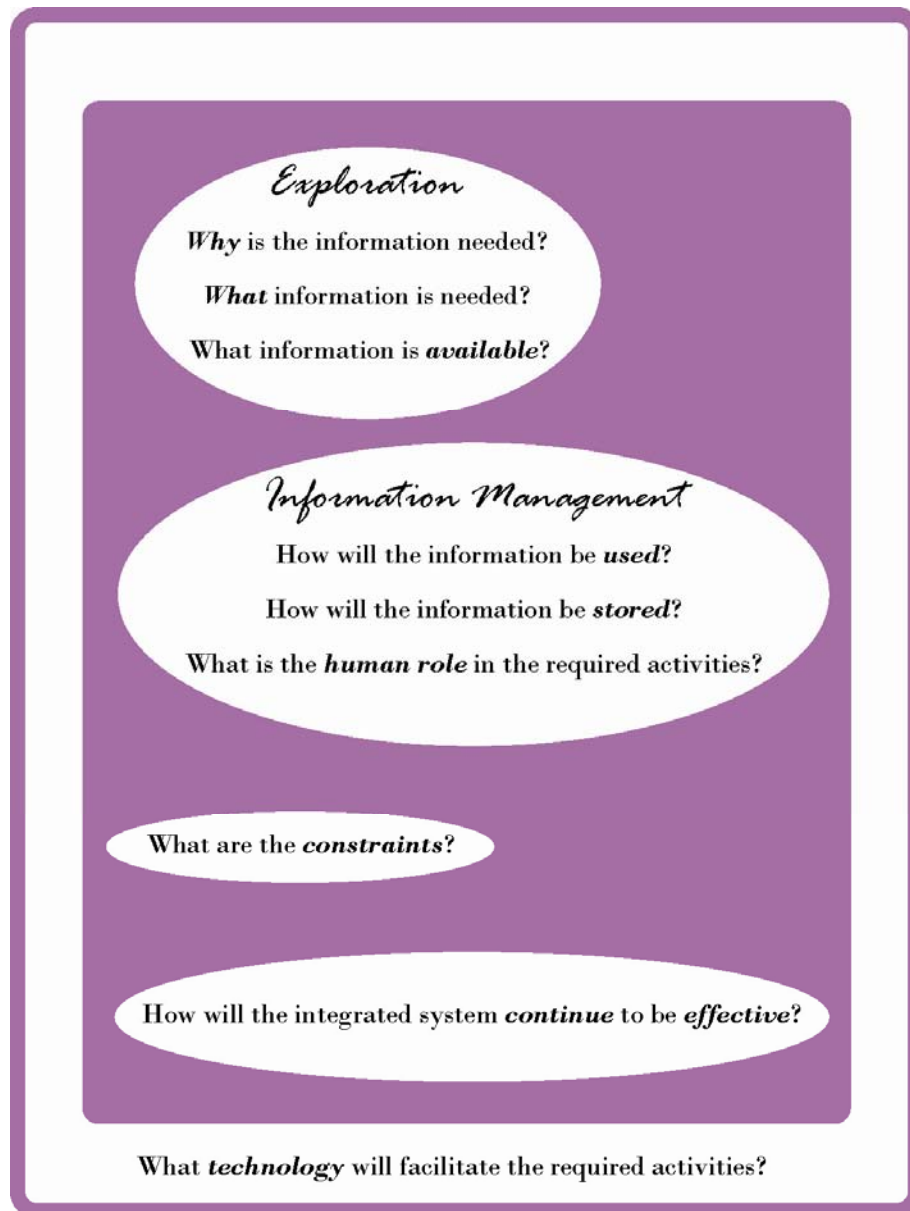 Exploration
Why is the information needed?
What information is needed?
What information is available?
Information Management
How will the information be used?
How will the information be stored?
What is the human role in the required activities?
What are the constraints?
How will the integrated system continue to be effective?
What technology will facilitate the required activities?